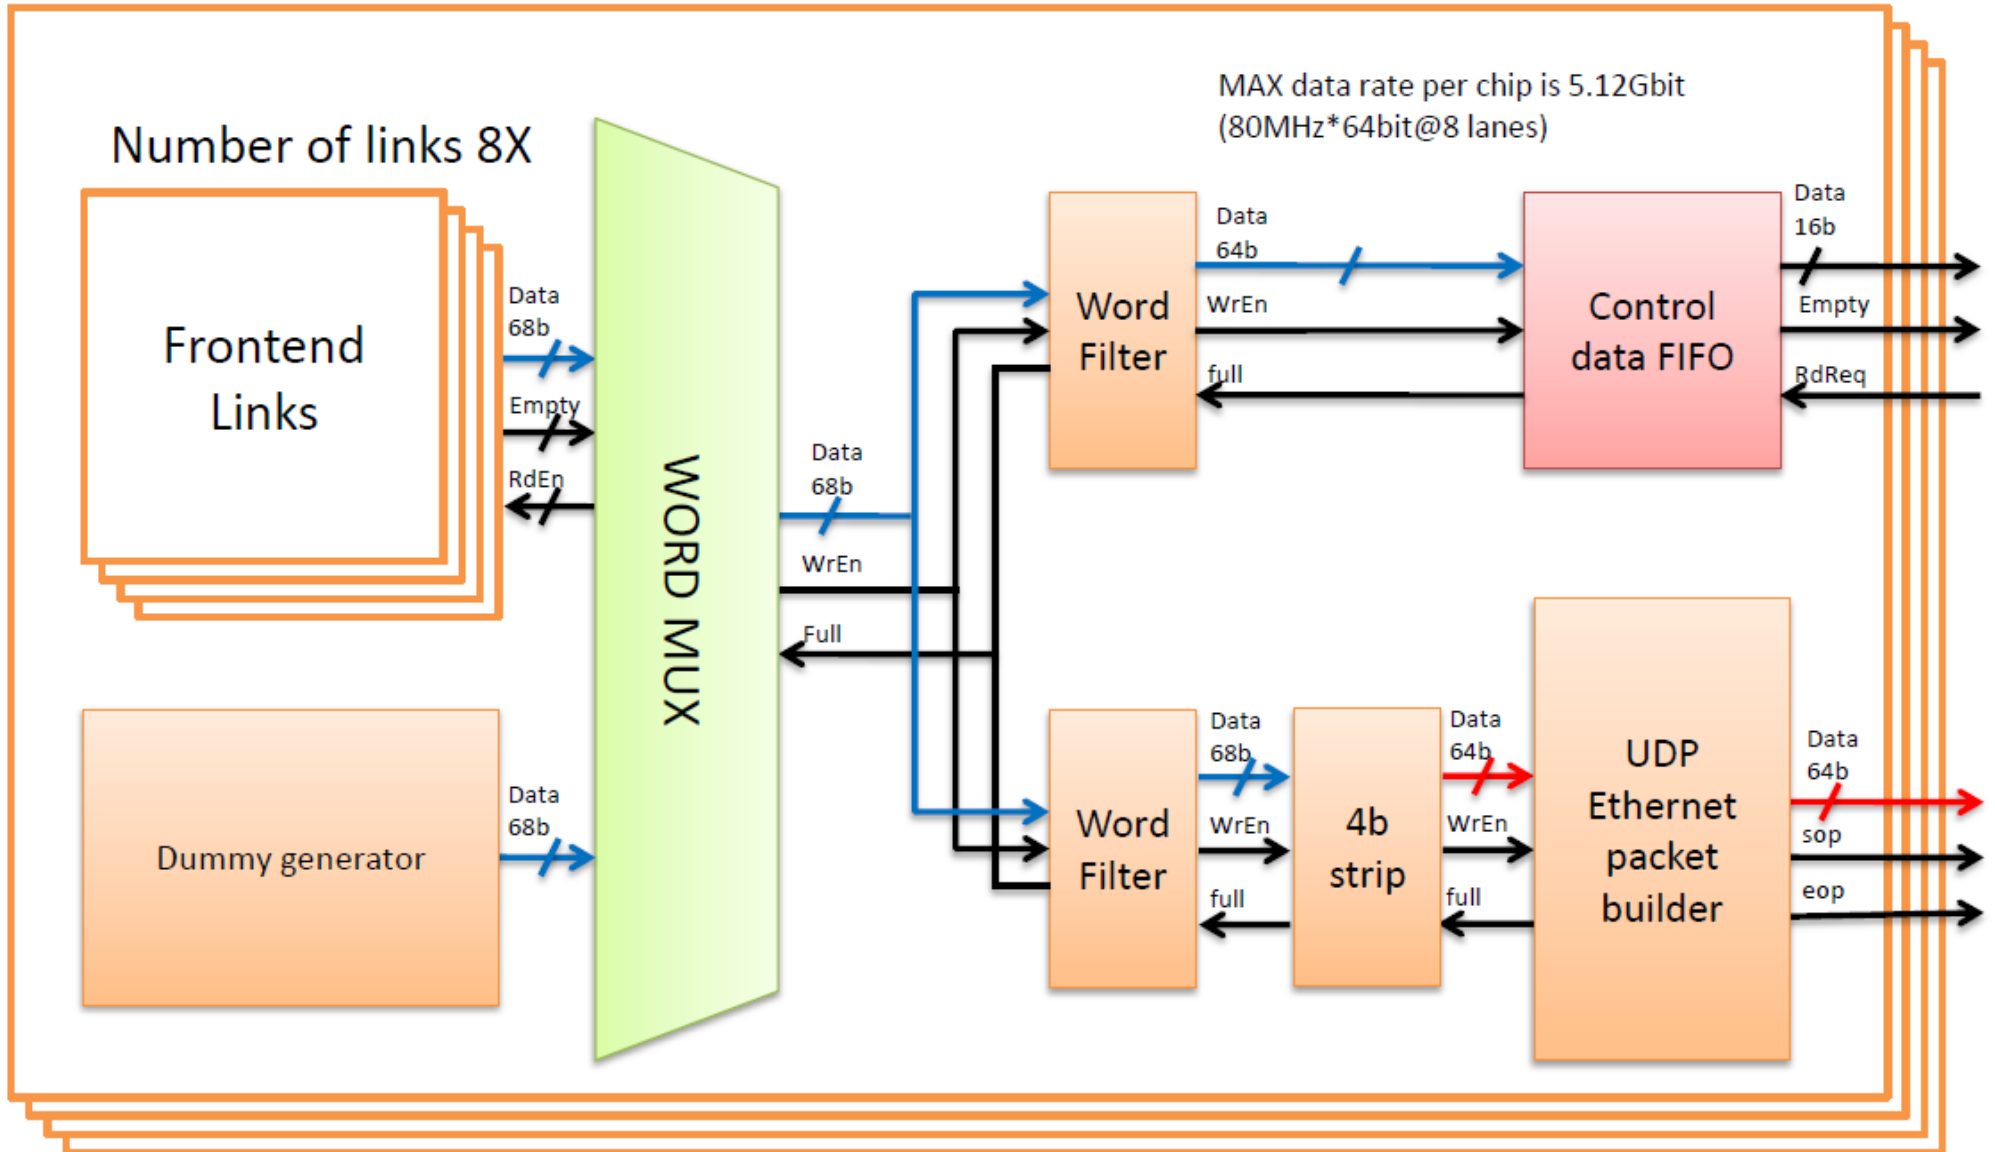 MAX data rate per chip is 5.12Gbit
(80MHz*64bit@8 lanes)
Number of links 8X
Frontend
Links
Data
68b
Empty
RdEn
Dummy generator
Data
68b
WORD MUX
Data
68b
WrEn
Full
Word
Filter
Data
64b
WrEn
full
Control
data FIFO
Data
16b
Empty
RdReq
Word
Filter
Data
68b
WrEn
full
4b
strip
Data
64b
WrEn
full
UDP
Ethernet
packet
builder
Data
64b
sop
eop